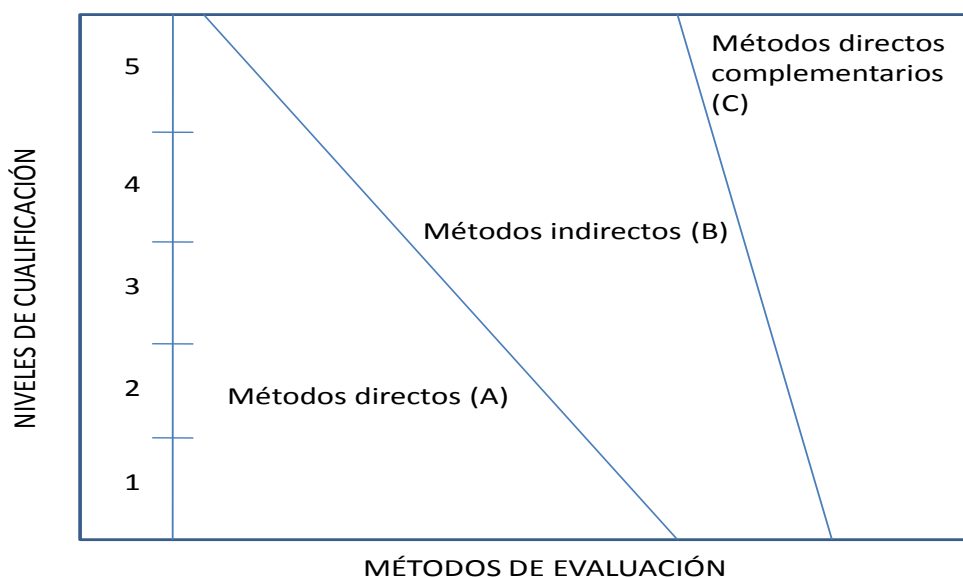 NIVELES DE CUALIFICACIÓN
5
4
3
2
1
Métodos directos
complementarios
(C)
Métodos indirectos (B)
Métodos directos (A)
MÉTODOS DE EVALUACIÓN